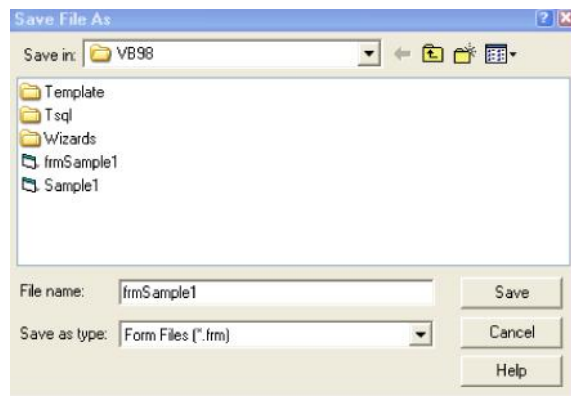 Save File As
Save in: VB98
Template
Tsql
Wizards
frmSample1
Sample1
File name: frmSample1 Save
Save as type: Form Files (*.frm) Cancel
Help